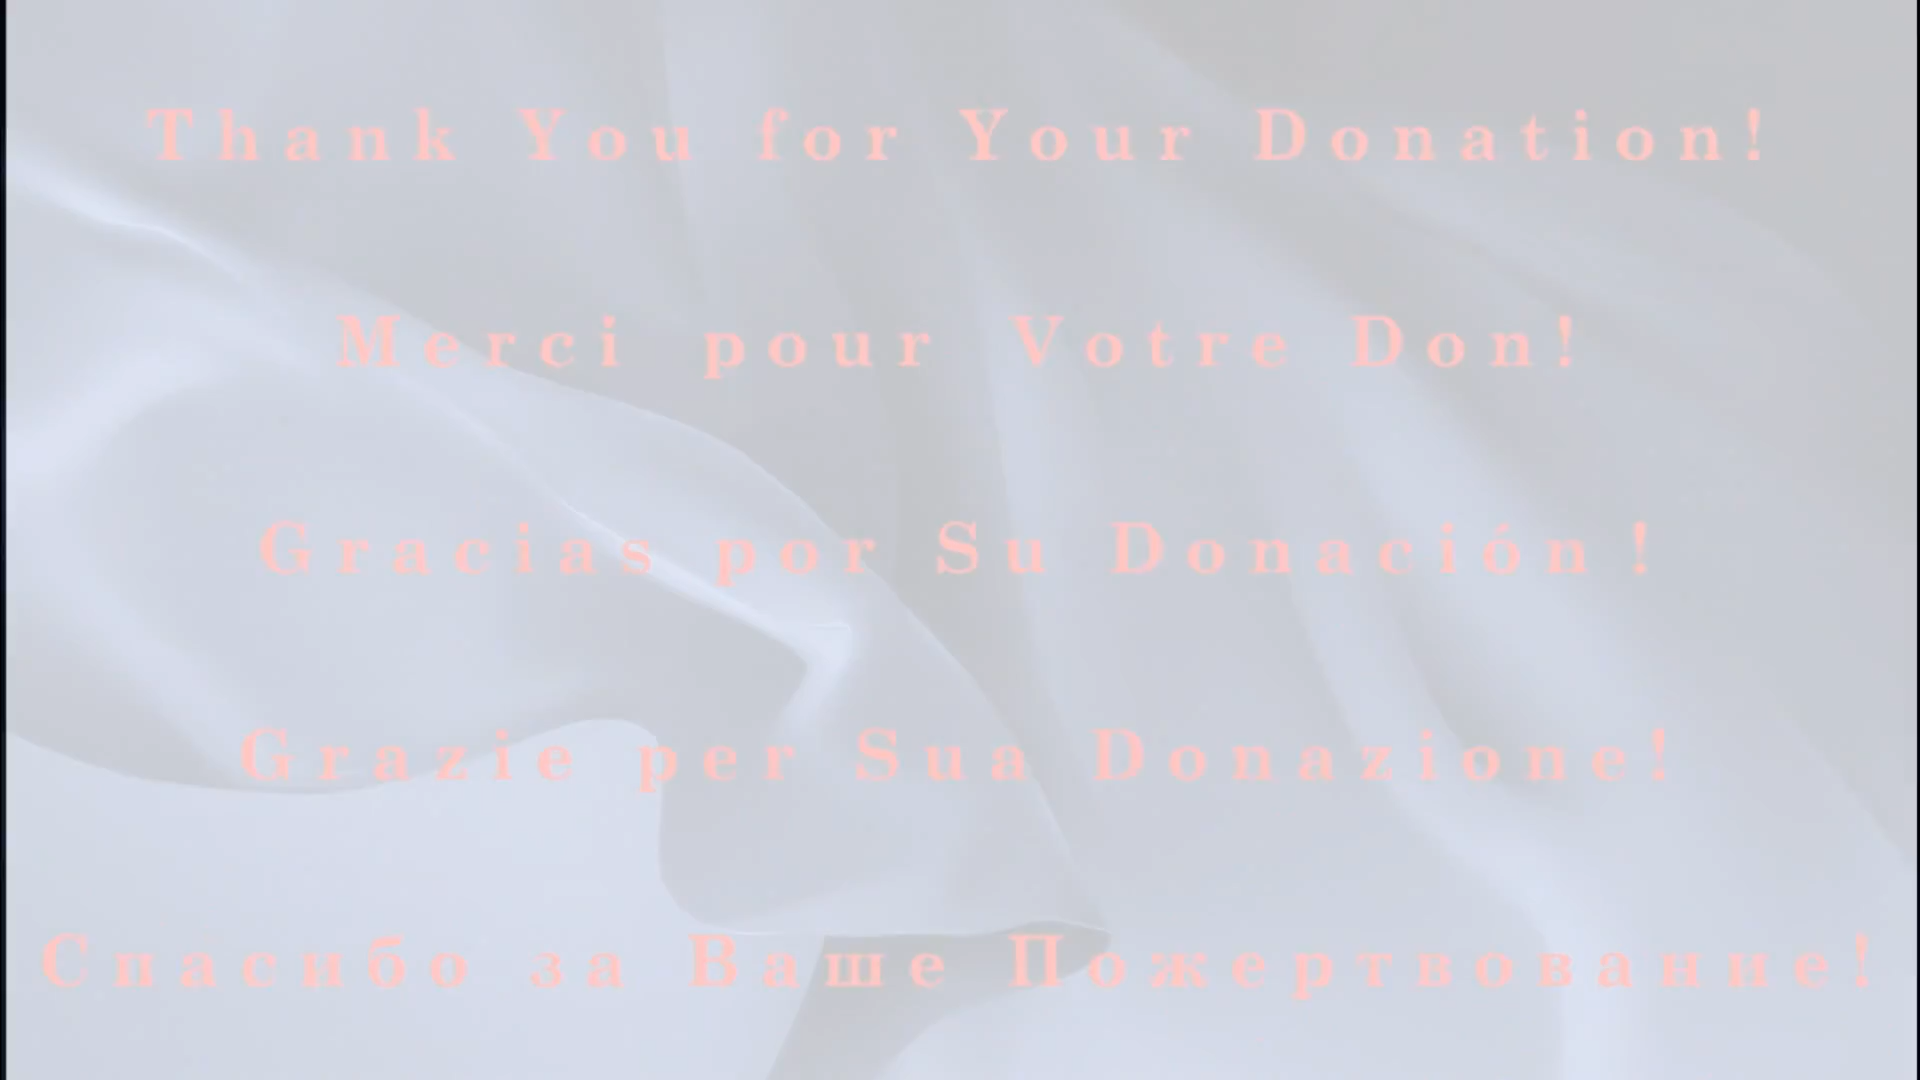 Thank You for Your Donation!
Merci pour Votre Don!
Gracias por Su Donación !
Grazie per Sua Donazione!
Спасибо за Ваше Пожертвование!